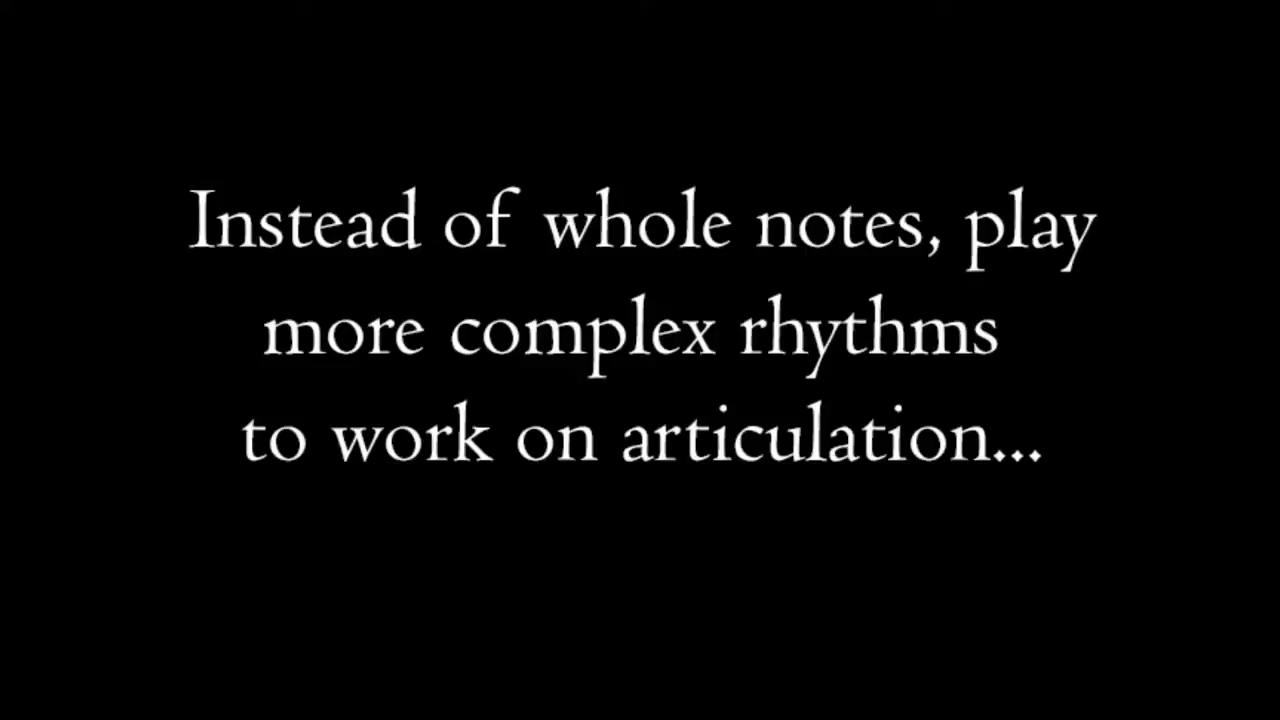 Instead of whole notes, play
more complex rhythms
to work on articulation...